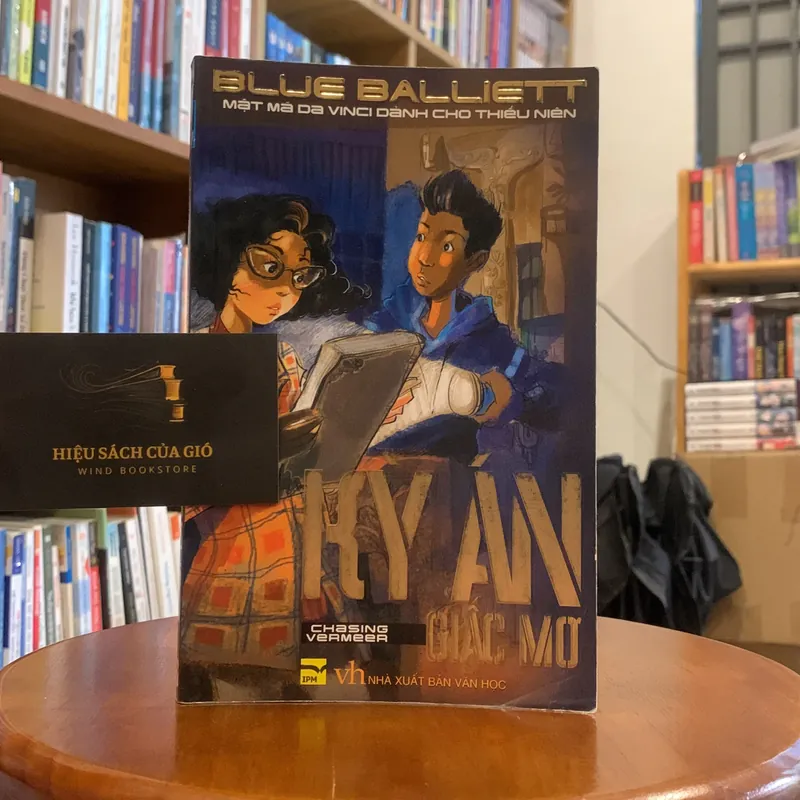 BLUE BALLIETT
MẬT MÃ DA VINCI DÀNH CHO THIẾU NIÊN
HIỆU SÁCH CỦA GIÓ
WIND BOOKSTORE
KỲ ÁN
GIẤC MƠ
CHASING
VERMEER
IPM
vh NHÀ XUẤT BẢN VĂN HỌC